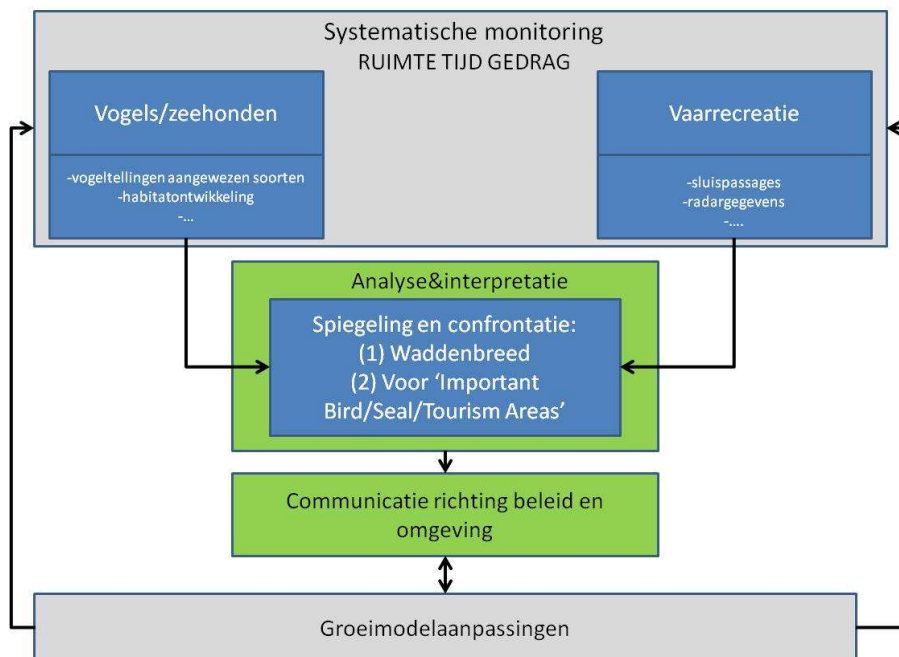 Systematische monitoring
RUIMTE TIJD GEDRAG
Vogels/zeehonden
-vogeltellingen aangewezen soorten
-habitatontwikkeling
-...
Vaarrecreatie
-sluispassages
-radargegevens
-....
Analyse&interpretatie
Spiegeling en confrontatie:
(1) Waddenbreed
(2) Voor ‘Important
Bird/Seal/Tourism Areas’
Communicatie richting beleid en
omgeving
Groeimodelaanpassingen